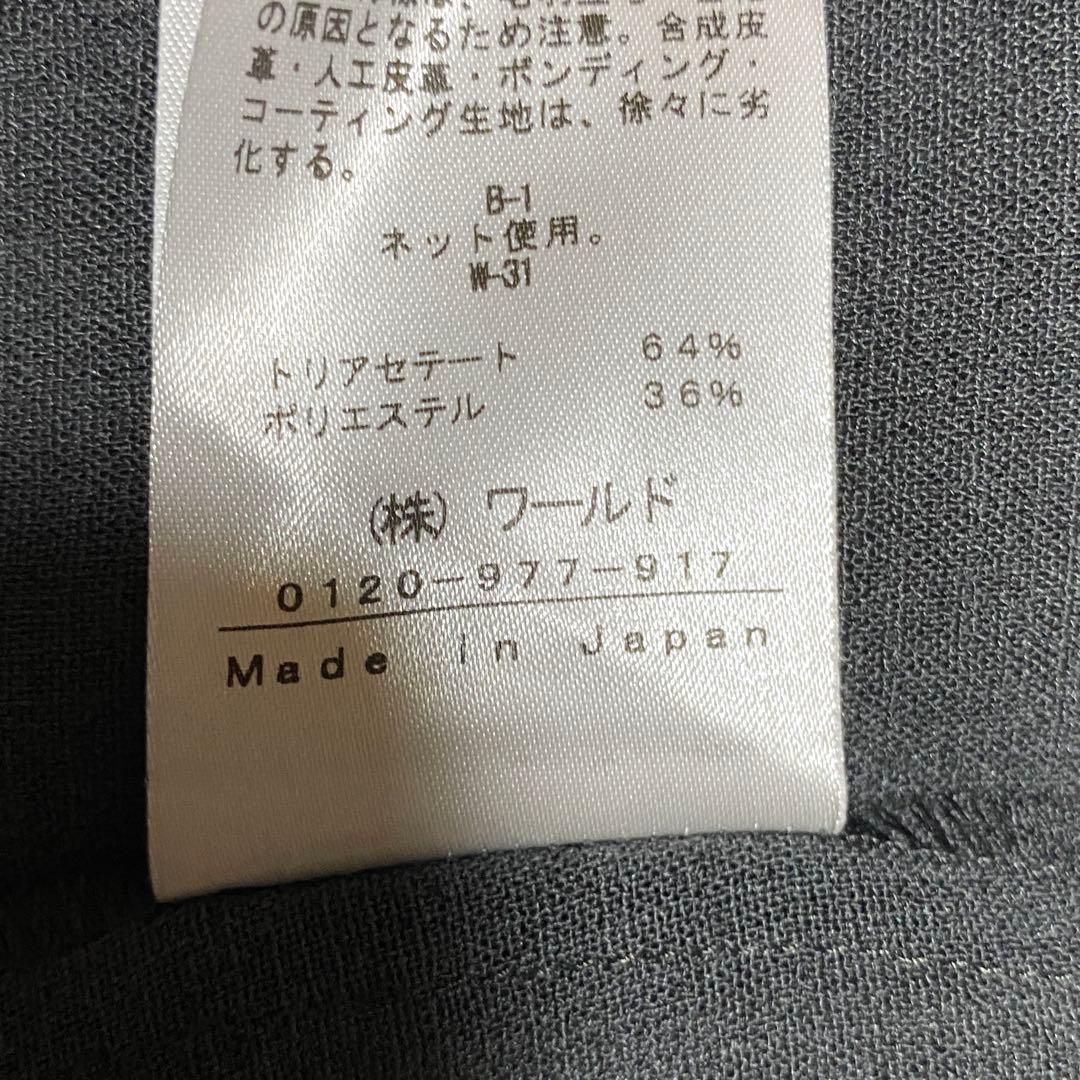 の原因となるため注意。合成皮
革・人工皮革・ボンディング・
コーティング生地は、徐々に劣
化する。
B-1
ネット使用。
W-31
トリアセテート 64%
ポリエステル 36%
(株) ワールド
0120-977-917
Made in Japan